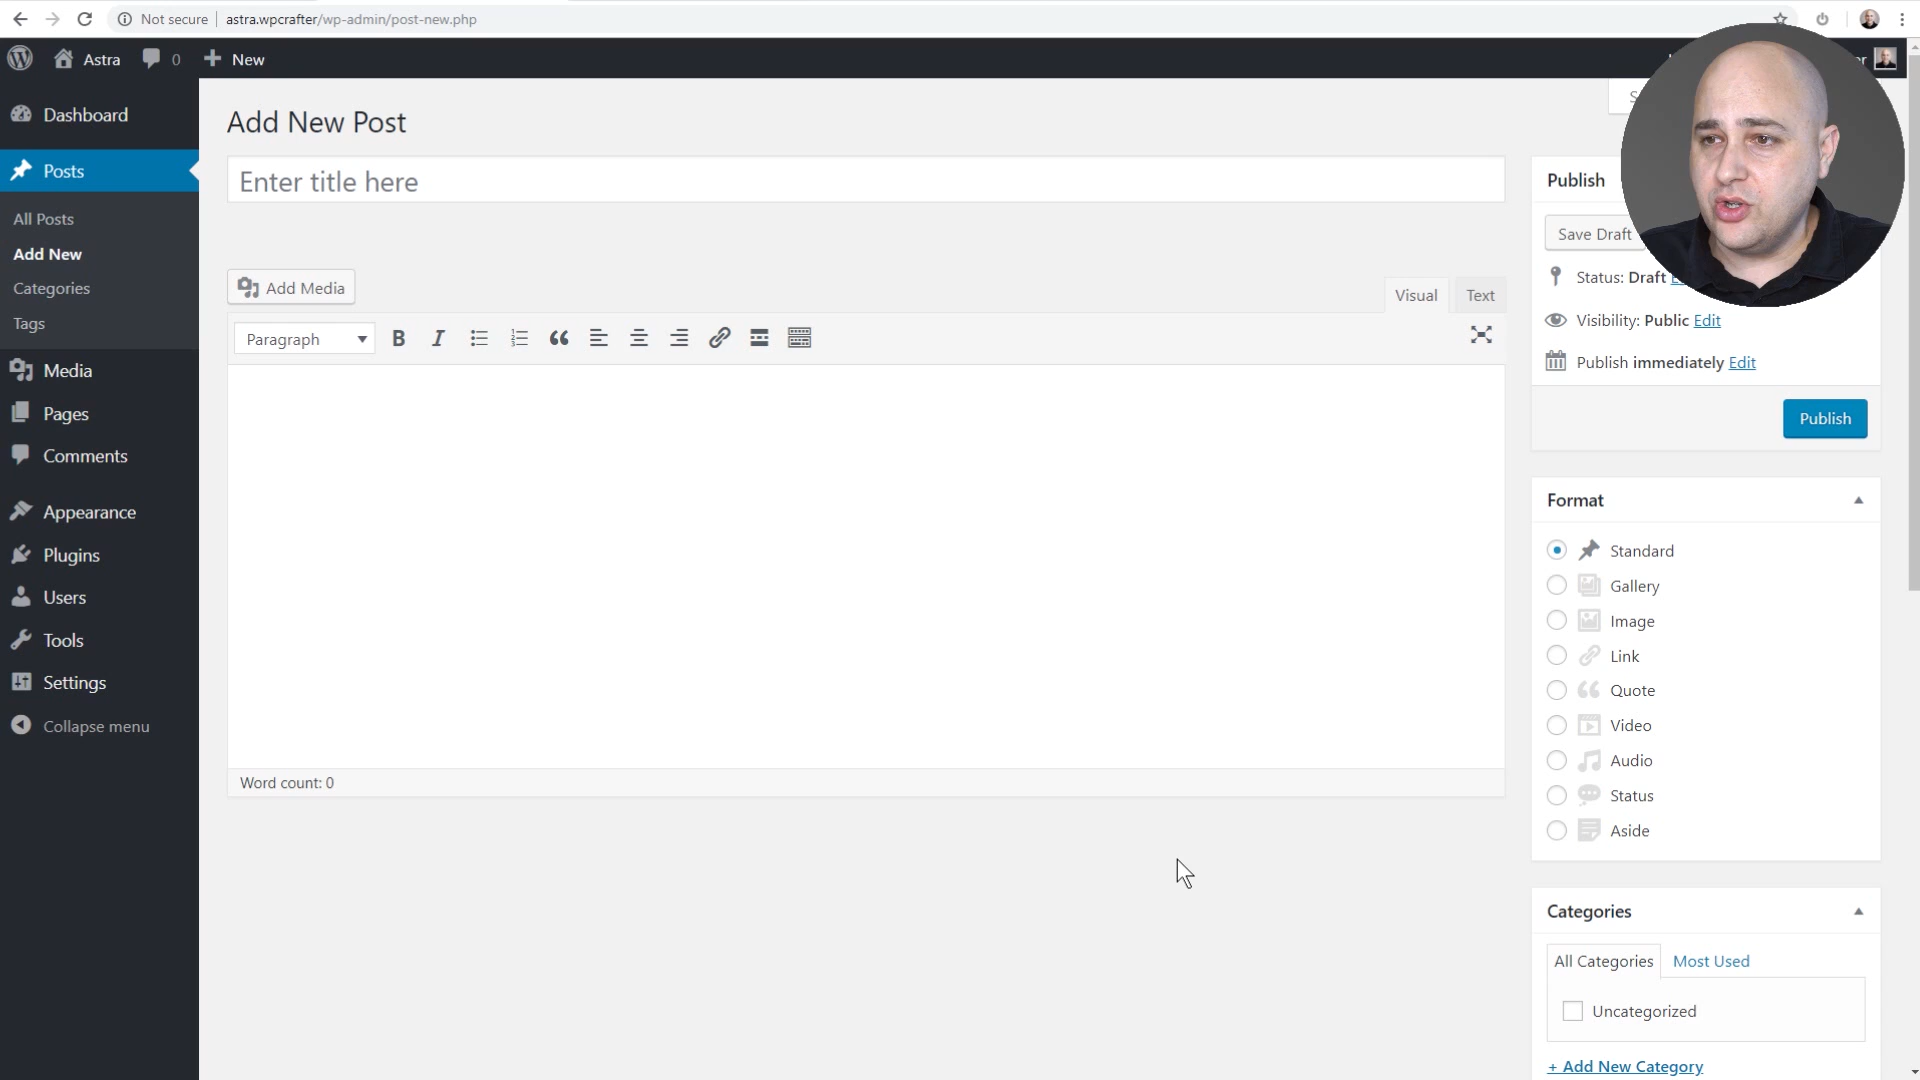 Not secure astra.wpcrafter/wp-admin/post-new.php
Astra 0 New
Dashboard
Posts
All Posts
Add New
Categories
Tags
Media
Pages
Comments
Appearance
Plugins
Users
Tools
Settings
Collapse menu
Add New Post
Enter title here
Add Media
Visual Text
Paragraph
Word count: 0
Publish
Save Draft
Status: Draft
Visibility: Public Edit
Publish immediately Edit
Publish
Format
Standard
Gallery
Image
Link
Quote
Video
Audio
Status
Aside
Categories
All Categories Most Used
Uncategorized
+ Add New Category